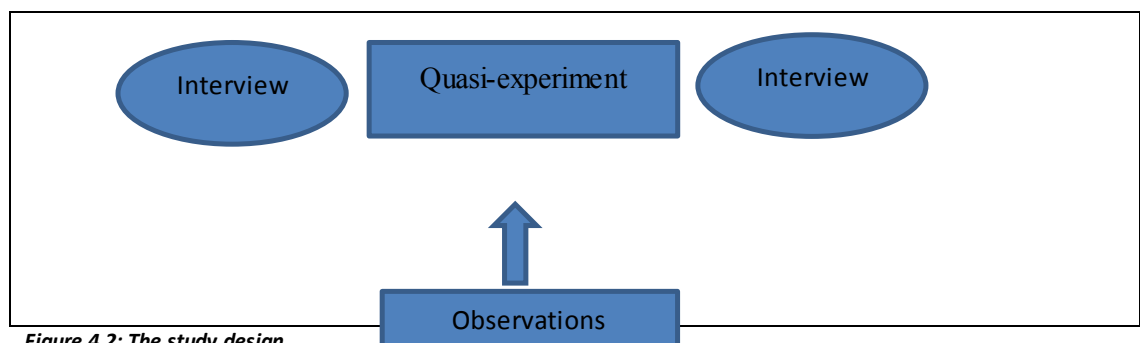 Interview
Quasi-experiment
Interview
Observations
Figure 4.2: The study design